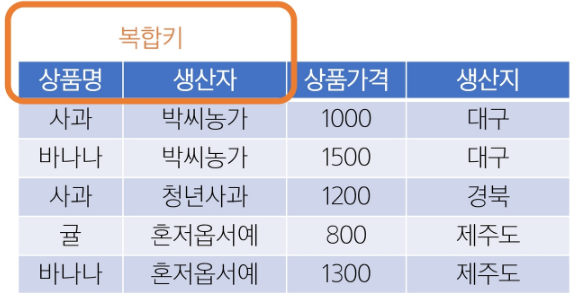 복합키
상품명 생산자 상품가격 생산지
사과 박씨농가 1000 대구
바나나 박씨농가 1500 대구
사과 청년사과 1200 경북
귤 혼저옵서예 800 제주도
바나나 혼저옵서예 1300 제주도